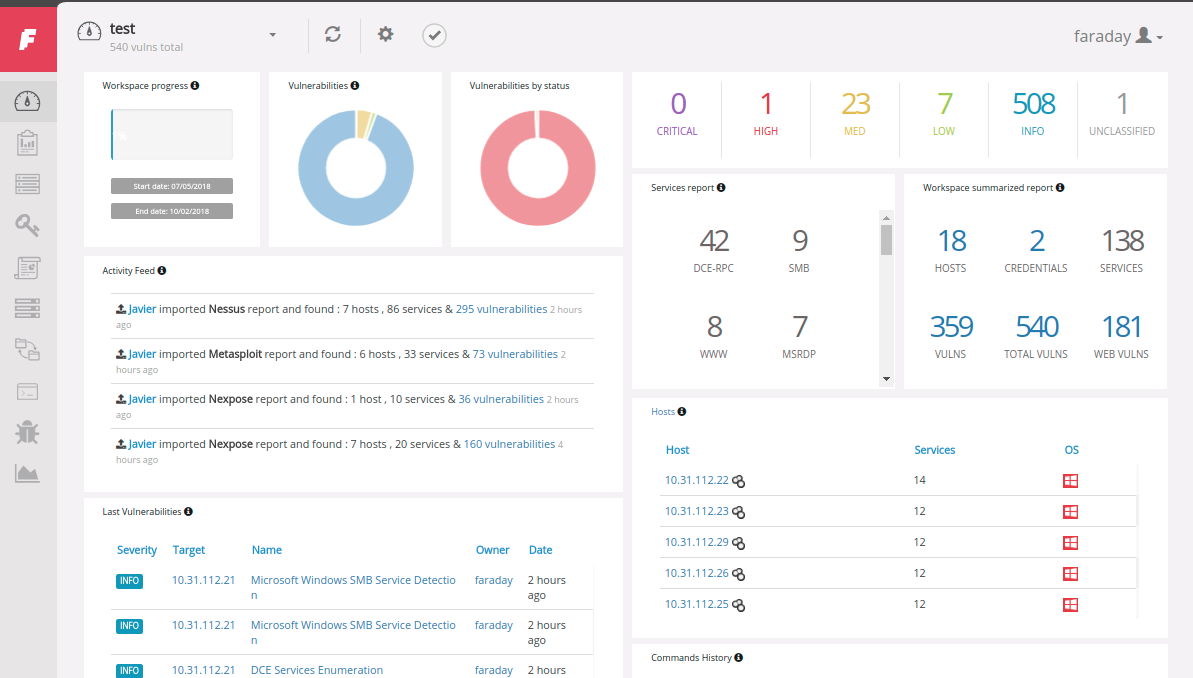 test
540 vulns total
faraday
Workspace progress
Start date: 07/05/2018
End date: 10/02/2018
Vulnerabilities
Vulnerabilities by status
0
CRITICAL
1
HIGH
23
MED
7
LOW
508
INFO
1
UNCLASSIFIED
Services report
42
DCE-RPC
9
SMB
8
WWW
7
MSRDP
Workspace summarized report
18
HOSTS
2
CREDENTIALS
138
SERVICES
359
VULNS
540
TOTAL VULNS
181
WEB VULNS
Activity Feed
Javier imported Nessus report and found : 7 hosts , 86 services & 295 vulnerabilities 2 hours
ago
Javier imported Metasploit report and found : 6 hosts , 33 services & 73 vulnerabilities 2
hours ago
Javier imported Nexpose report and found : 1 host , 10 services & 36 vulnerabilities 2 hours
ago
Javier imported Nexpose report and found : 7 hosts , 20 services & 160 vulnerabilities 4
hours ago
Hosts
Host Services OS
10.31.112.22 14
10.31.112.23 12
10.31.112.29 12
10.31.112.26 12
10.31.112.25 12
Last Vulnerabilities
Severity Target Name Owner Date
INFO 10.31.112.21 Microsoft Windows SMB Service Detectio faraday 2 hours
n ago
INFO 10.31.112.21 Microsoft Windows SMB Service Detectio faraday 2 hours
n ago
INFO 10.31.112.21 DCE Services Enumeration faraday 2 hours
Commands History